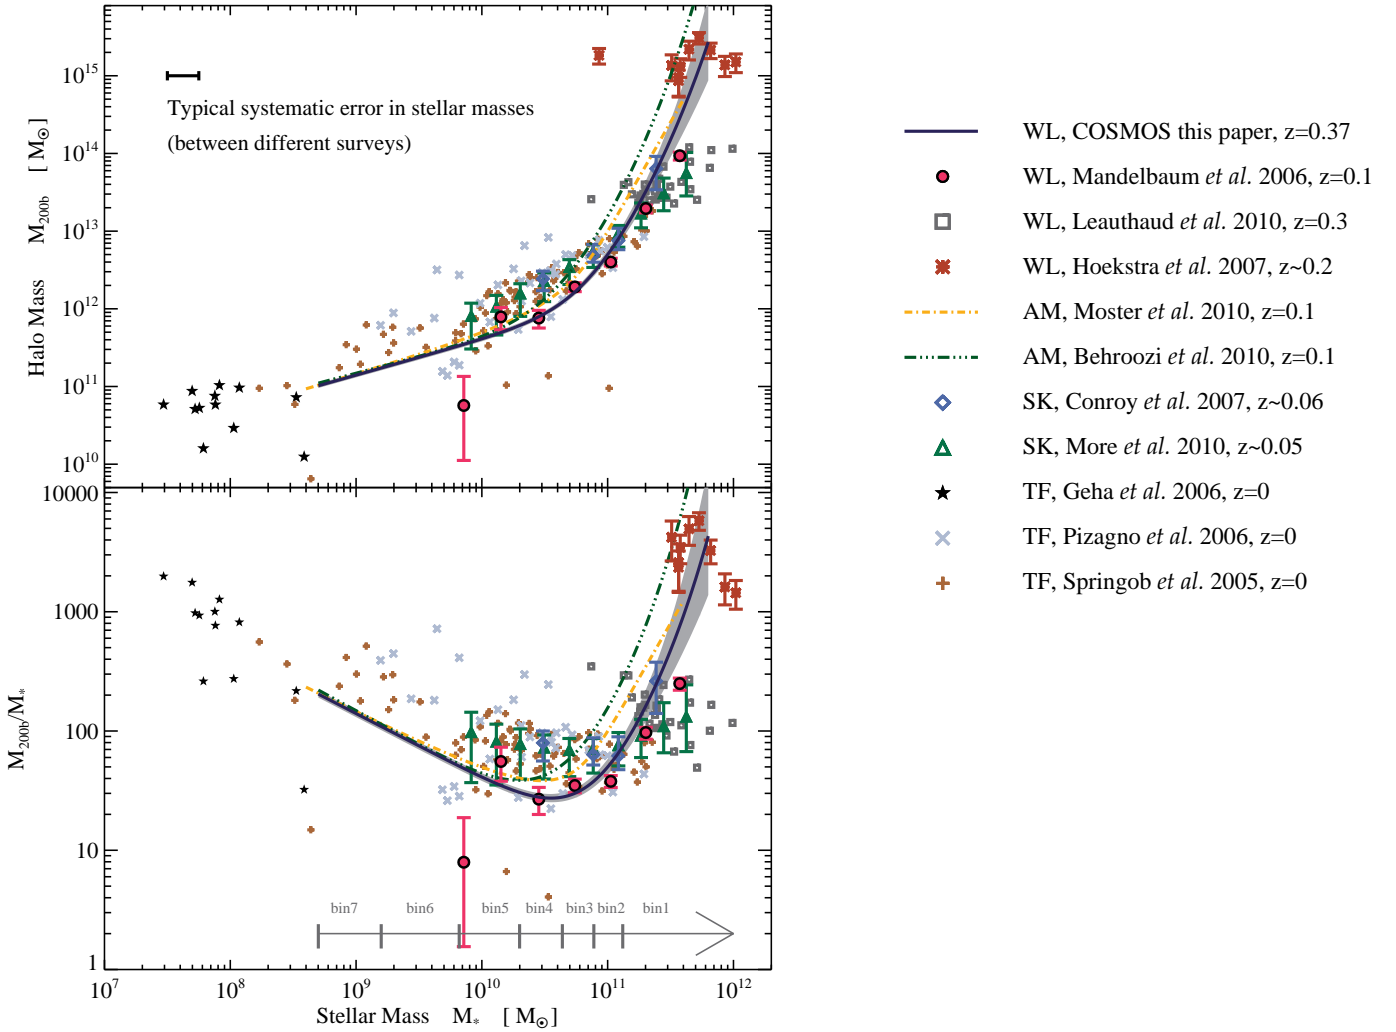 10^15
10^14
10^13
10^12
10^11
10^10
Halo Mass M_200b [ M_⊙ ]
Typical systematic error in stellar masses
(between different surveys)
WL, COSMOS this paper, z=0.37
WL, Mandelbaum et al. 2006, z=0.1
WL, Leauthaud et al. 2010, z=0.3
WL, Hoekstra et al. 2007, z~0.2
AM, Moster et al. 2010, z=0.1
AM, Behroozi et al. 2010, z=0.1
SK, Conroy et al. 2007, z~0.06
SK, More et al. 2010, z~0.05
TF, Geha et al. 2006, z=0
TF, Pizagno et al. 2006, z=0
TF, Springob et al. 2005, z=0
10000
1000
100
10
1
M_200b/M_*
bin7 bin6 bin5 bin4 bin3 bin2 bin1
10^7 10^8 10^9 10^10 10^11 10^12
Stellar Mass M_* [ M_⊙ ]